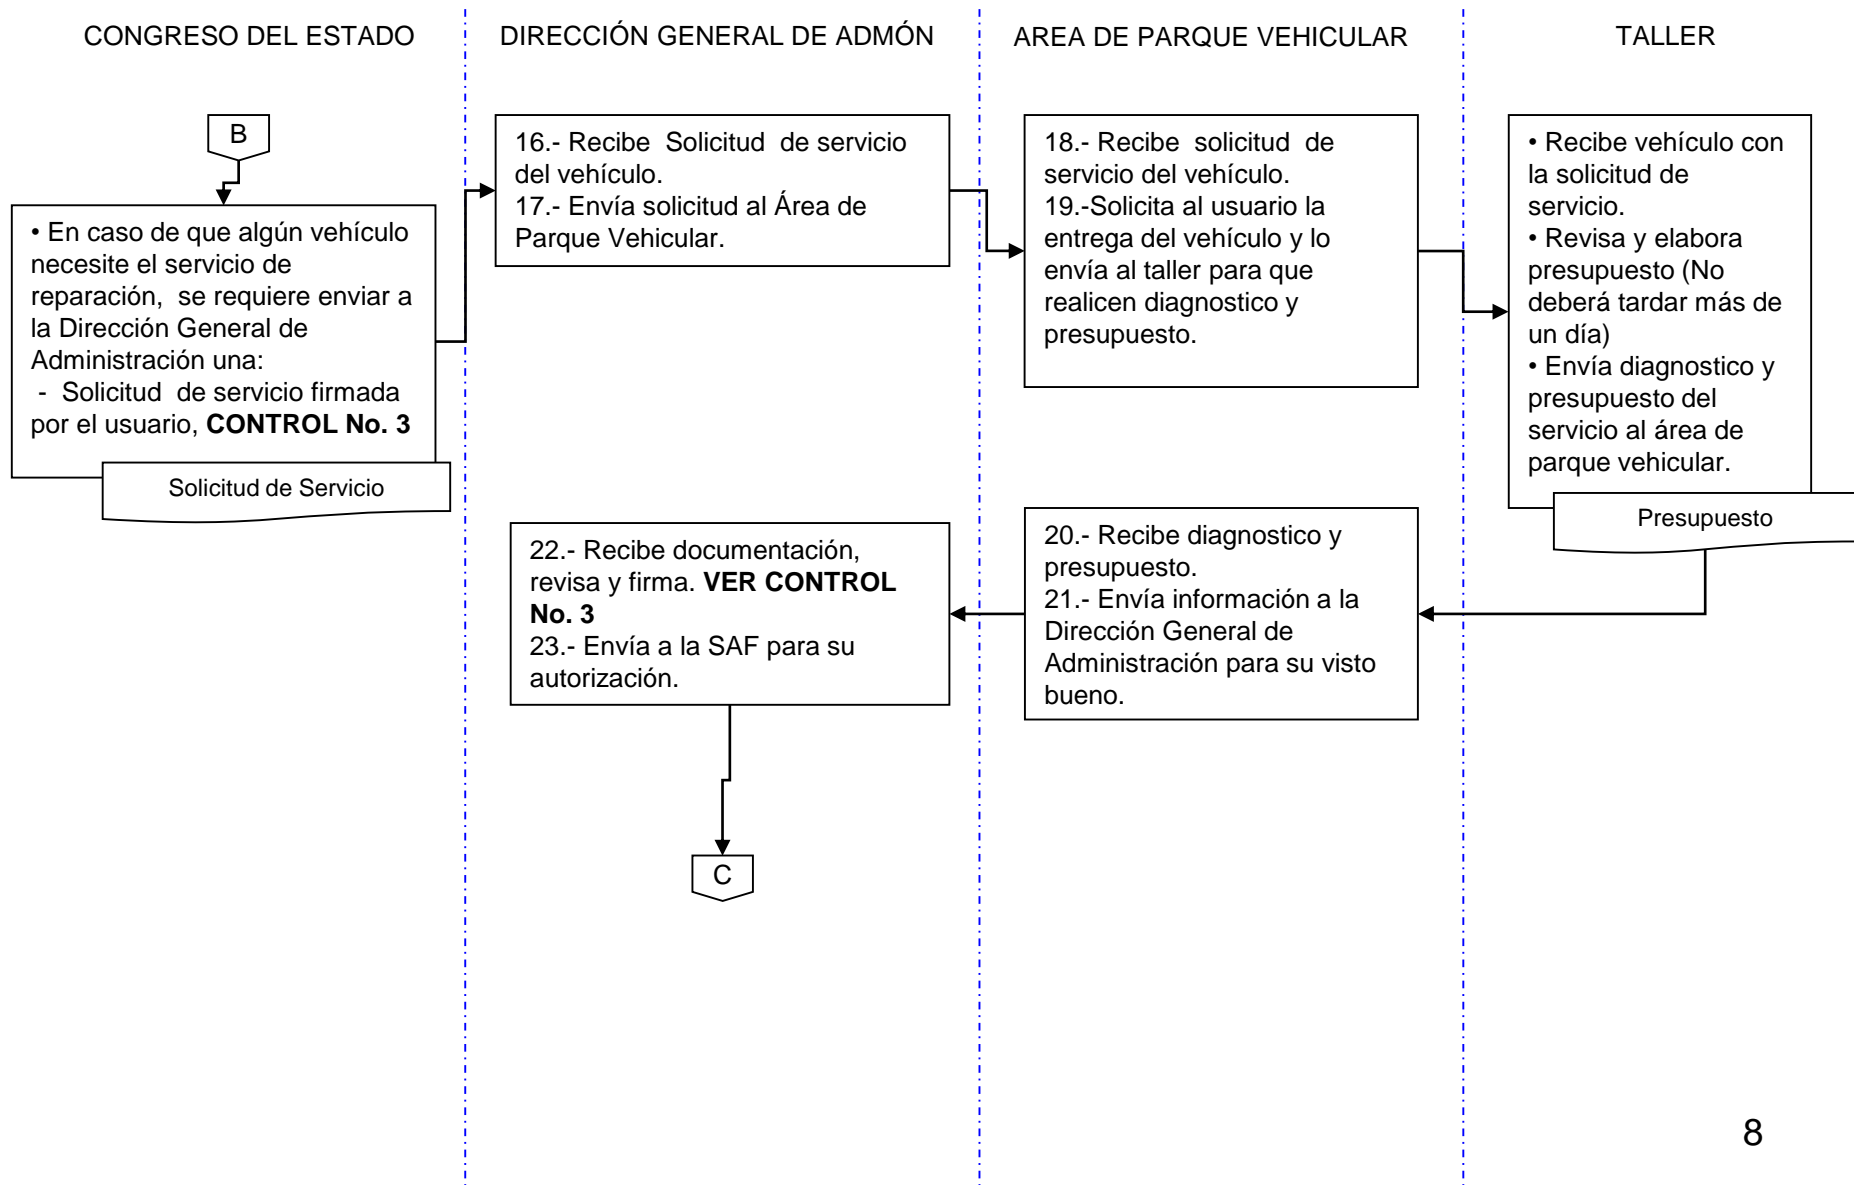 CONGRESO DEL ESTADO
DIRECCIÓN GENERAL DE ADMÓN
AREA DE PARQUE VEHICULAR
TALLER
B
• En caso de que algún vehículo
necesite el servicio de
reparación, se requiere enviar a
la Dirección General de
Administración una:
- Solicitud de servicio firmada
por el usuario, CONTROL No. 3
Solicitud de Servicio
16.- Recibe Solicitud de servicio
del vehículo.
17.- Envía solicitud al Área de
Parque Vehicular.
18.- Recibe solicitud de
servicio del vehículo.
19.-Solicita al usuario la
entrega del vehículo y lo
envía al taller para que
realicen diagnostico y
presupuesto.
• Recibe vehículo con
la solicitud de
servicio.
• Revisa y elabora
presupuesto (No
deberá tardar más de
un día)
• Envía diagnostico y
presupuesto del
servicio al área de
parque vehicular.
Presupuesto
20.- Recibe diagnostico y
presupuesto.
21.- Envía información a la
Dirección General de
Administración para su visto
bueno.
22.- Recibe documentación,
revisa y firma. VER CONTROL
No. 3
23.- Envía a la SAF para su
autorización.
C
8